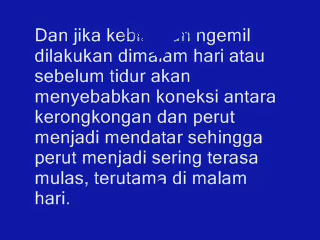 Dan jika ngemil
dilakukan dimalam hari atau
sebelum tidur akan
menyebabkan koneksi antara
kerongkongan dan perut
menjadi mendatar sehingga
perut menjadi sering terasa
mulas, terutama di malam
hari.